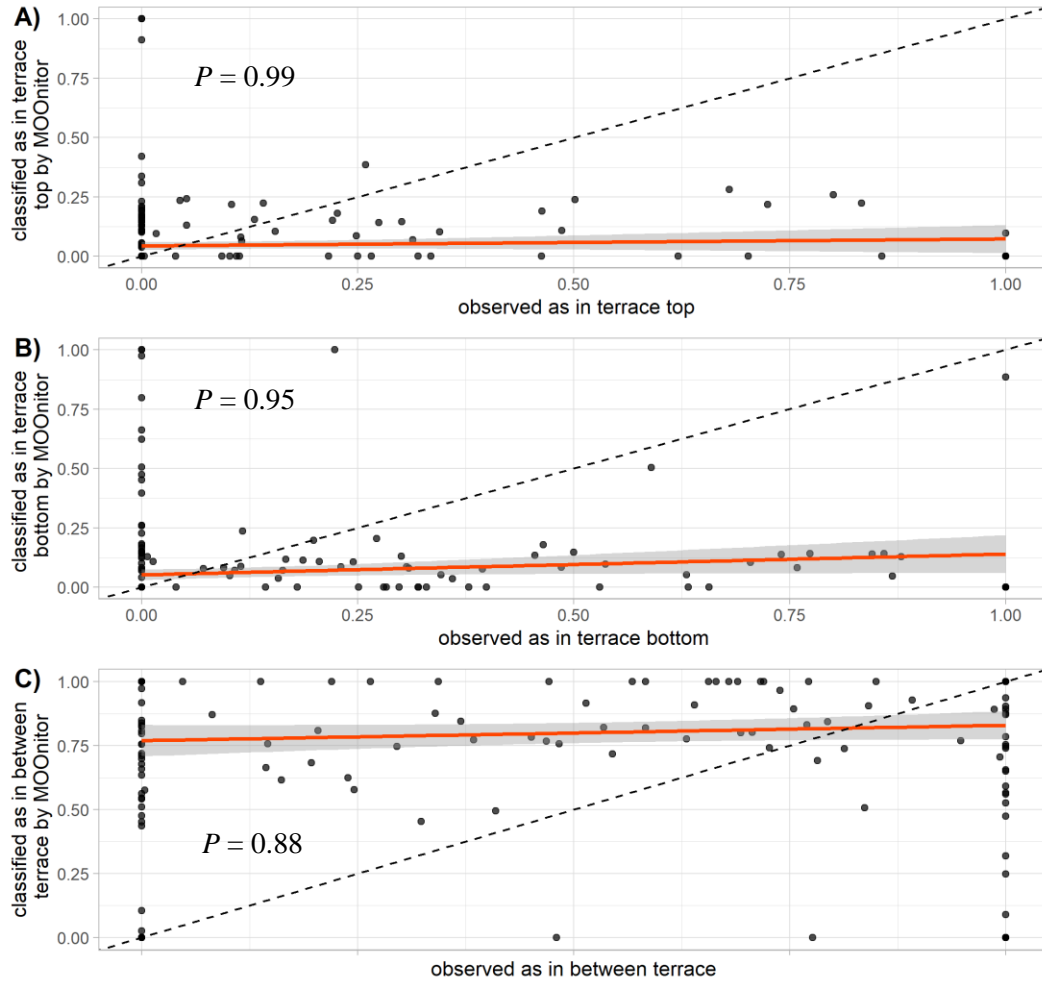 A)
classified as in terrace
top by MOOnitor
1.00
0.75
0.50
0.25
0.00
P = 0.99
0.00 0.25 0.50 0.75 1.00
observed as in terrace top
B)
classified as in terrace
bottom by MOOnitor
1.00
0.75
0.50
0.25
0.00
P = 0.95
0.00 0.25 0.50 0.75 1.00
observed as in terrace bottom
C)
classified as in between
terrace by MOOnitor
1.00
0.75
0.50
0.25
0.00
P = 0.88
observed as in between terrace